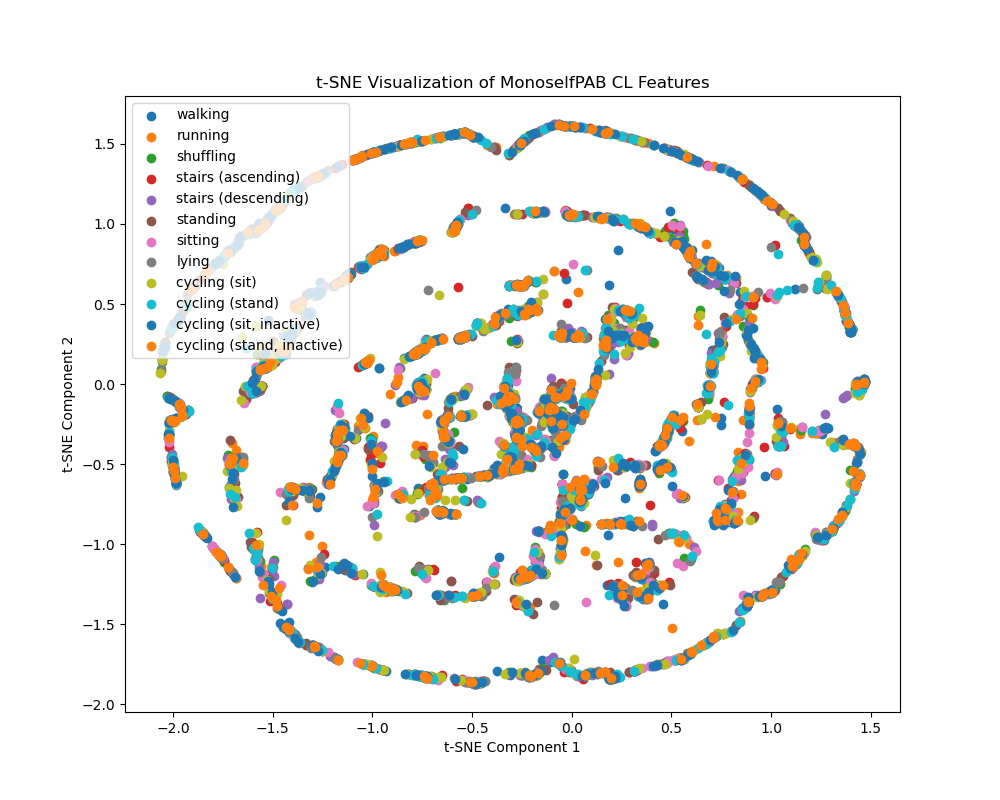 t-SNE Visualization of MonoselfPAB CL Features
walking
running
shuffling
stairs (ascending)
stairs (descending)
standing
sitting
lying
cycling (sit)
cycling (stand)
cycling (sit, inactive)
cycling (stand, inactive)
t-SNE Component 2
1.5
1.0
0.5
0.0
−0.5
−1.0
−1.5
−2.0
−2.0 −1.5 −1.0 −0.5 0.0 0.5 1.0 1.5
t-SNE Component 1